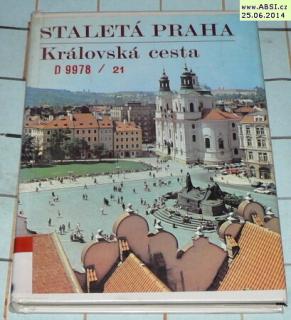 www.ABSI.cz
25.06.2014
STALETÁ PRAHA
Královská cesta
D 9978 / 21